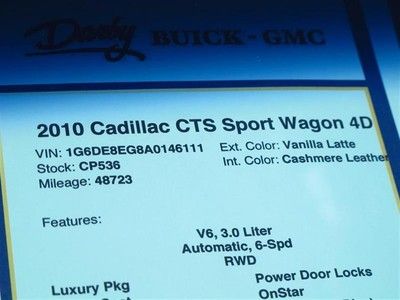 Darby BUICK - GMC
2010 Cadillac CTS Sport Wagon 4D
VIN: 1G6DE8EG8A0146111 Ext. Color: Vanilla Latte
Stock: CP536 Int. Color: Cashmere Leather
Mileage: 48723
Features:
V6, 3.0 Liter
Automatic, 6-Spd
RWD
Luxury Pkg Power Door Locks
OnStar